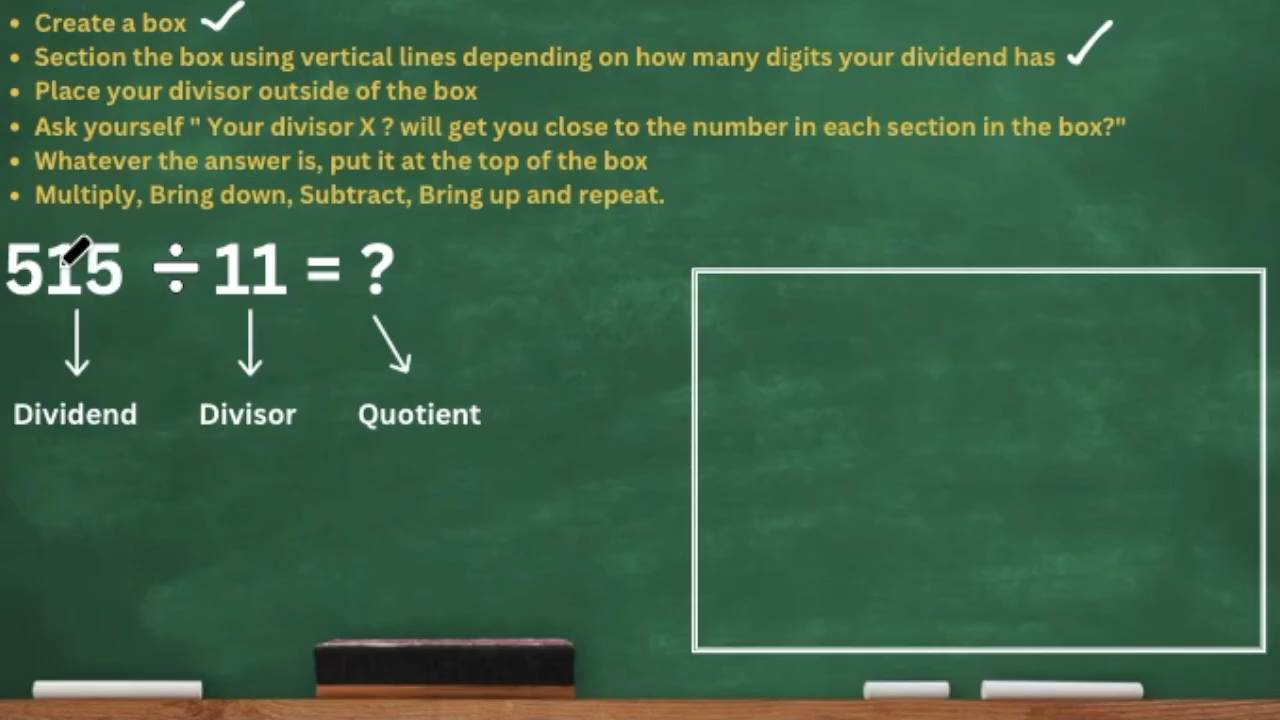 • Create a box
• Section the box using vertical lines depending on how many digits your dividend has
• Place your divisor outside of the box
• Ask yourself " Your divisor X ? will get you close to the number in each section in the box?"
• Whatever the answer is, put it at the top of the box
• Multiply, Bring down, Subtract, Bring up and repeat.
515 ÷ 11 = ?
Dividend Divisor Quotient